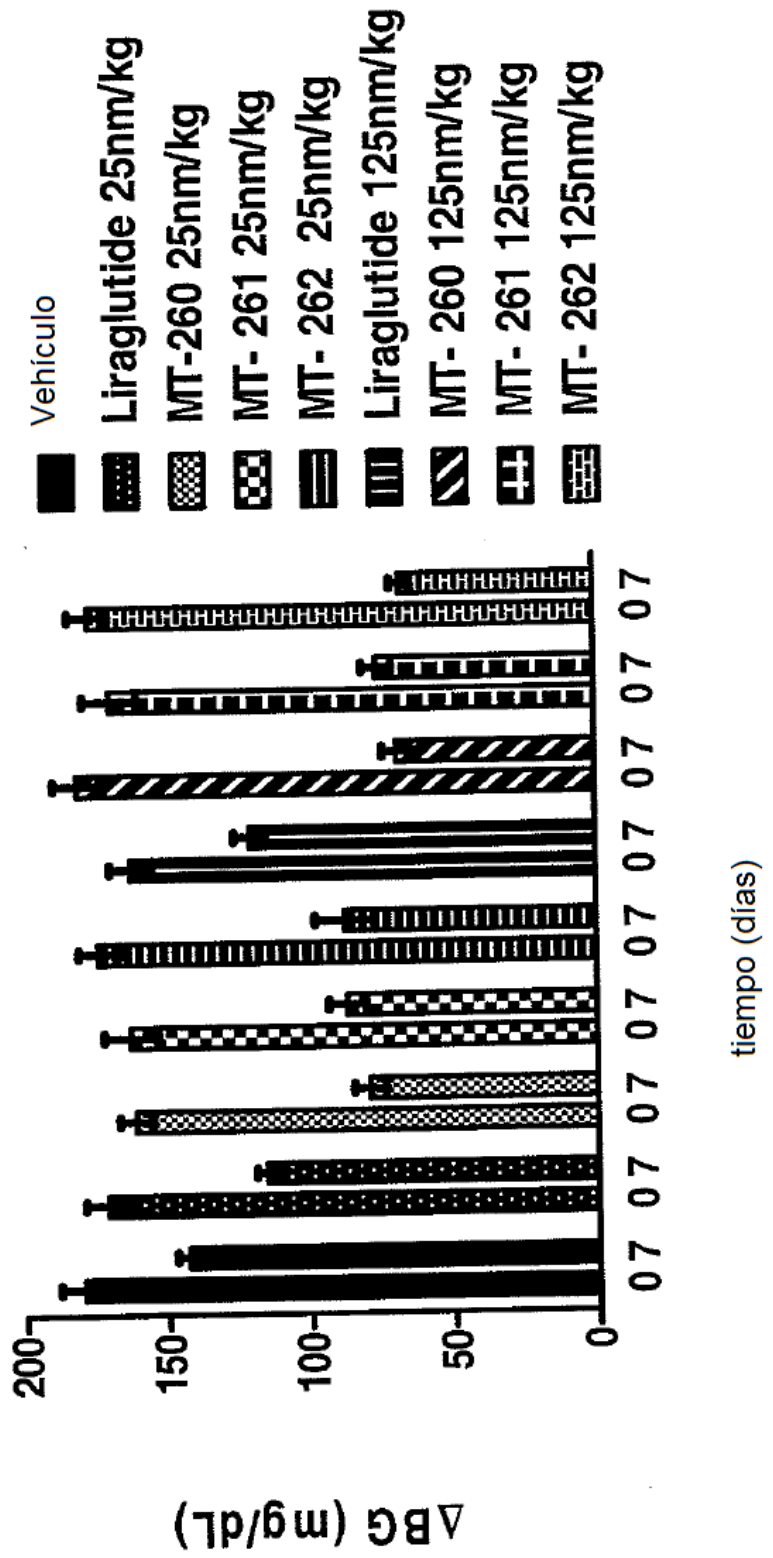 ΔBG (mg/dL)
200
150
100
50
0
0 7 0 7 0 7 0 7 0 7 0 7 0 7 0 7 0 7
tiempo (días)
Vehículo
Liraglutide 25nm/kg
MT-260 25nm/kg
MT- 261 25nm/kg
MT- 262 25nm/kg
Liraglutide 125nm/kg
MT- 260 125nm/kg
MT- 261 125nm/kg
MT- 262 125nm/kg